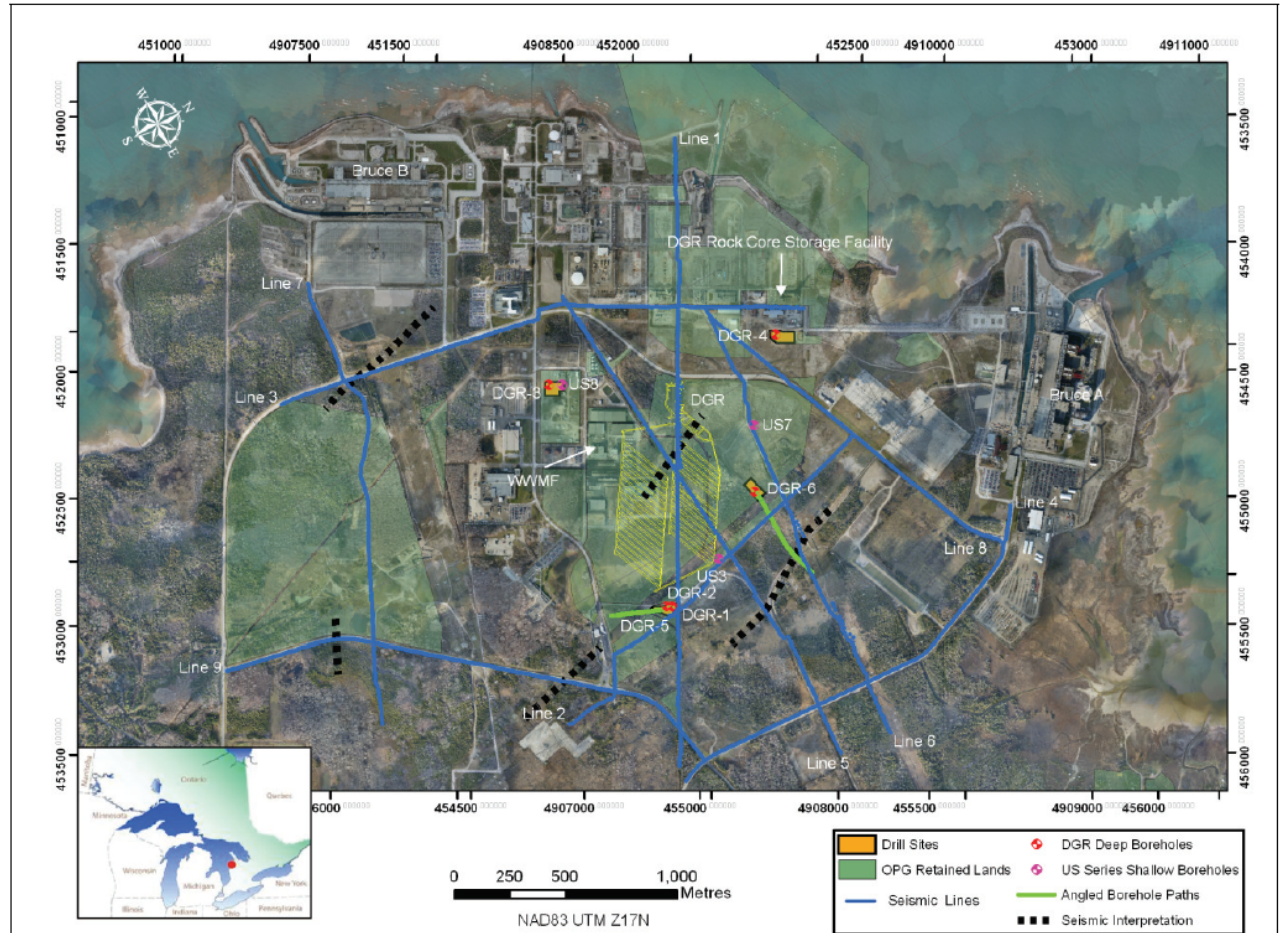 451000 4907500 451500 4908500 452000 452500 4910000 453000 4911000
451000
451500
452000
452500
453000
453500
453500
454000
454500
455000
455500
456000
N
E
S
W
Line 1
Bruce B
DGR Rock Core Storage Facility
Line 7
DGR-4
Line 3
DGR-3
US8
DGR
Bruce A
US7
WWMF
DGR-6
Line 4
Line 8
US3
DGR-2
DGR-1
DGR-5
Line 9
Line 2
Line 6
Line 5
6000 454500 4907000 455000 4908000 455500 4909000 456000
Manitoba
Ontario
Quebec
Minnesota
Wisconsin
Michigan
New York
Illinois
Indiana
Ohio
Pennsylvania
0 250 500 1,000
Metres
NAD83 UTM Z17N
Drill Sites
OPG Retained Lands
Seismic Lines
DGR Deep Boreholes
US Series Shallow Boreholes
Angled Borehole Paths
Seismic Interpretation